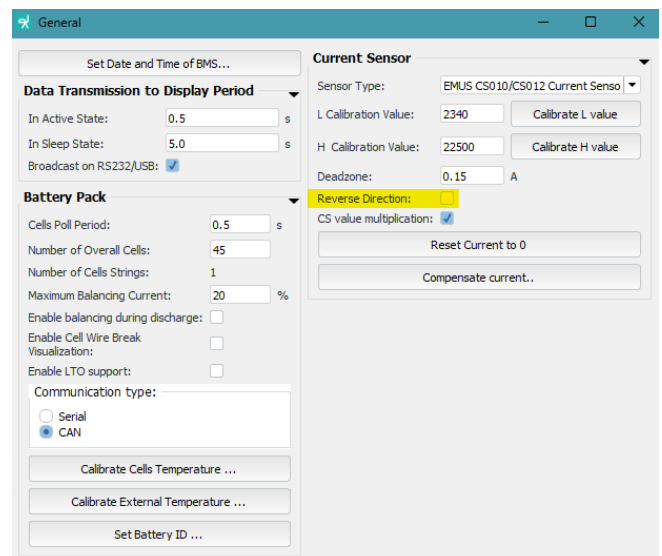 General
Set Date and Time of BMS...
Data Transmission to Display Period
In Active State: 0.5 s
In Sleep State: 5.0 s
Broadcast on RS232/USB:
Battery Pack
Cells Poll Period: 0.5 s
Number of Overall Cells: 45
Number of Cells Strings: 1
Maximum Balancing Current: 20 %
Enable balancing during discharge:
Enable Cell Wire Break
Visualization:
Enable LTO support:
Communication type:
Serial
CAN
Calibrate Cells Temperature ...
Calibrate External Temperature ...
Set Battery ID ...
Current Sensor
Sensor Type: EMUS CS010/CS012 Current Senso
L Calibration Value: 2340 Calibrate L value
H Calibration Value: 22500 Calibrate H value
Deadzone: 0.15 A
Reverse Direction:
CS value multiplication:
Reset Current to 0
Compensate current..